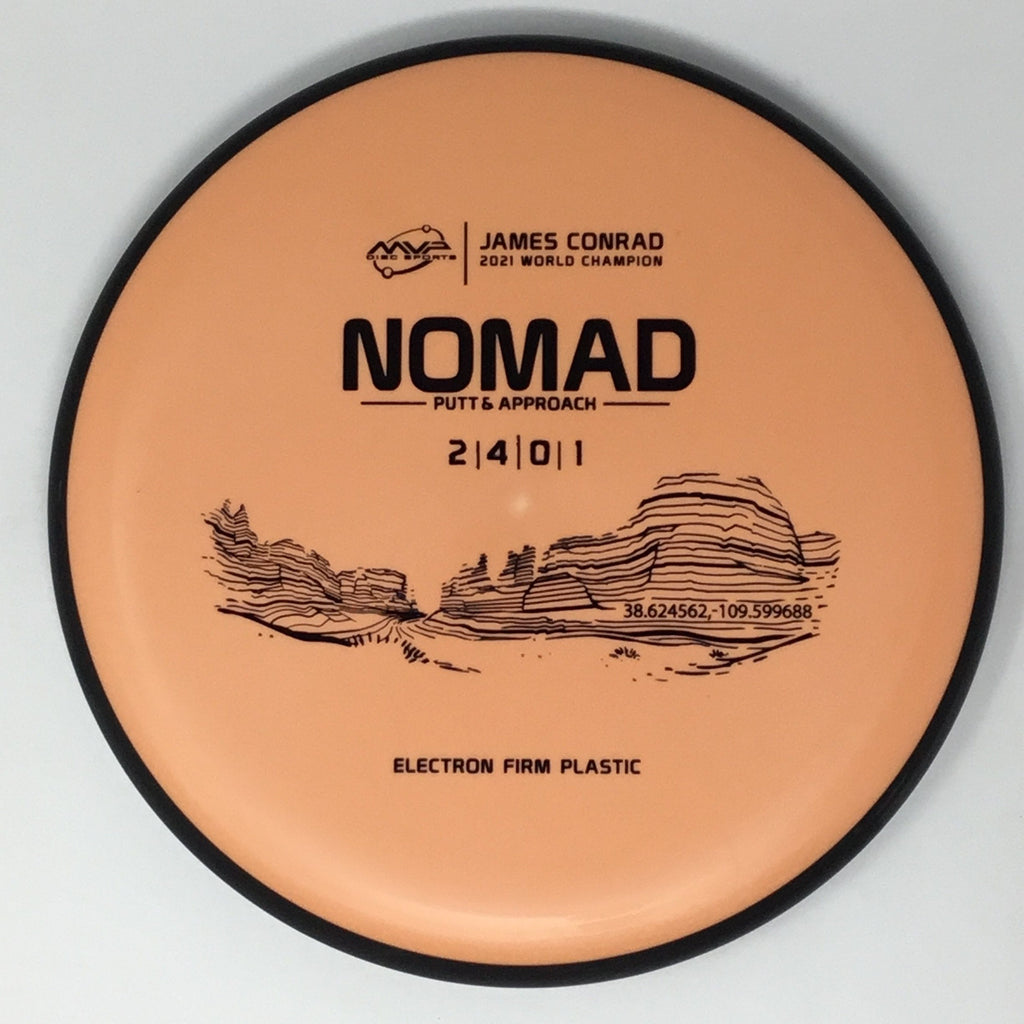 MVP
DISC SPORTS
JAMES CONRAD
2021 WORLD CHAMPION
NOMAD
PUTT & APPROACH
2|4|0|1
38.624562,-109.599688
ELECTRON FIRM PLASTIC